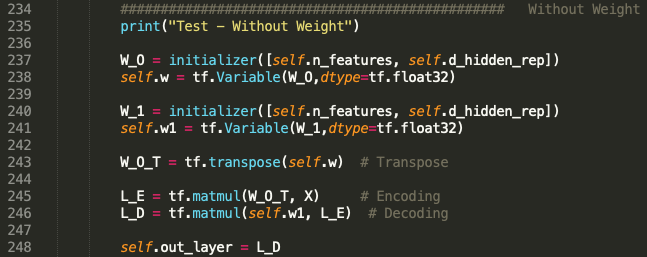 234 ################################################ Without Weight
235 print("Test - Without Weight")
236
237 W_O = initializer([self.n_features, self.d_hidden_rep])
238 self.w = tf.Variable(W_O,dtype=tf.float32)
239
240 W_1 = initializer([self.n_features, self.d_hidden_rep])
241 self.w1 = tf.Variable(W_1,dtype=tf.float32)
242
243 W_O_T = tf.transpose(self.w) # Transpose
244
245 L_E = tf.matmul(W_O_T, X) # Encoding
246 L_D = tf.matmul(self.w1, L_E) # Decoding
247
248 self.out_layer = L_D